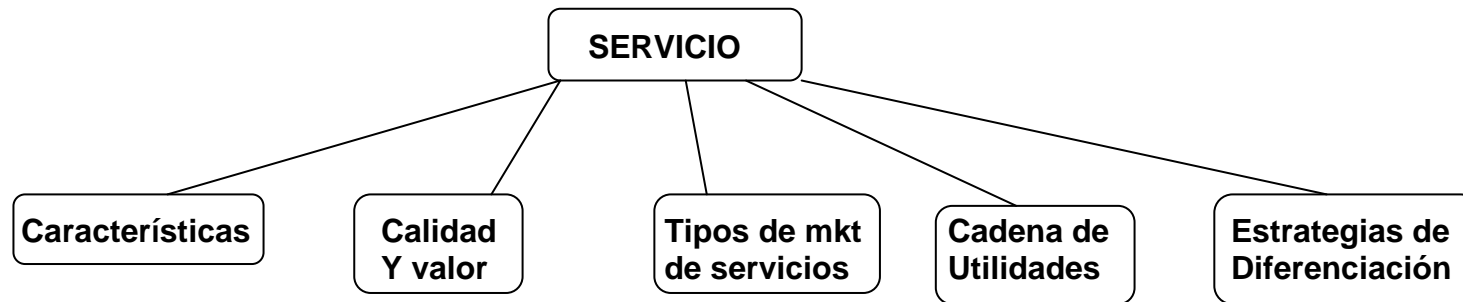 SERVICIO
Características
Calidad
Y valor
Tipos de mkt
de servicios
Cadena de
Utilidades
Estrategias de
Diferenciación